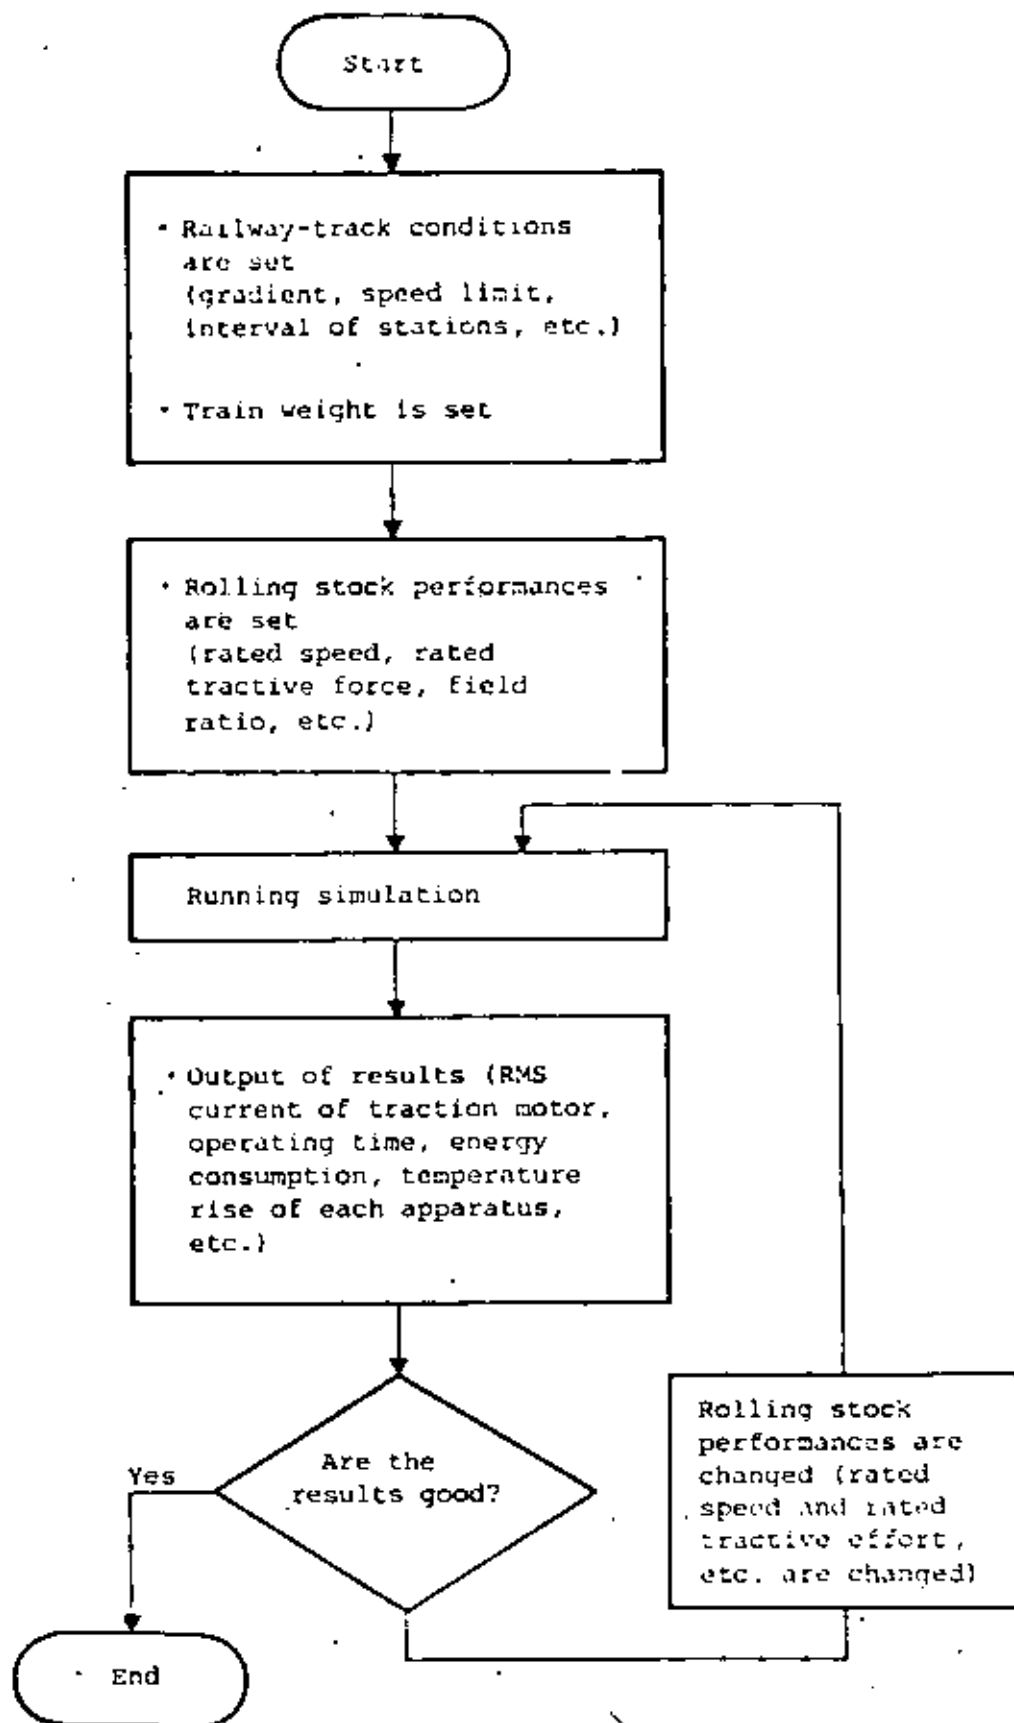 Start
• Railway-track conditions
are set
(gradient, speed limit,
interval of stations, etc.)
• Train weight is set
• Rolling stock performances
are set
(rated speed, rated
tractive force, field
ratio, etc.)
Running simulation
• Output of results (RMS
current of traction motor,
operating time, energy
consumption, temperature
rise of each apparatus,
etc.)
Are the
results good?
Yes
Rolling stock
performances are
changed (rated
speed and rated
tractive effort,
etc. are changed)
End